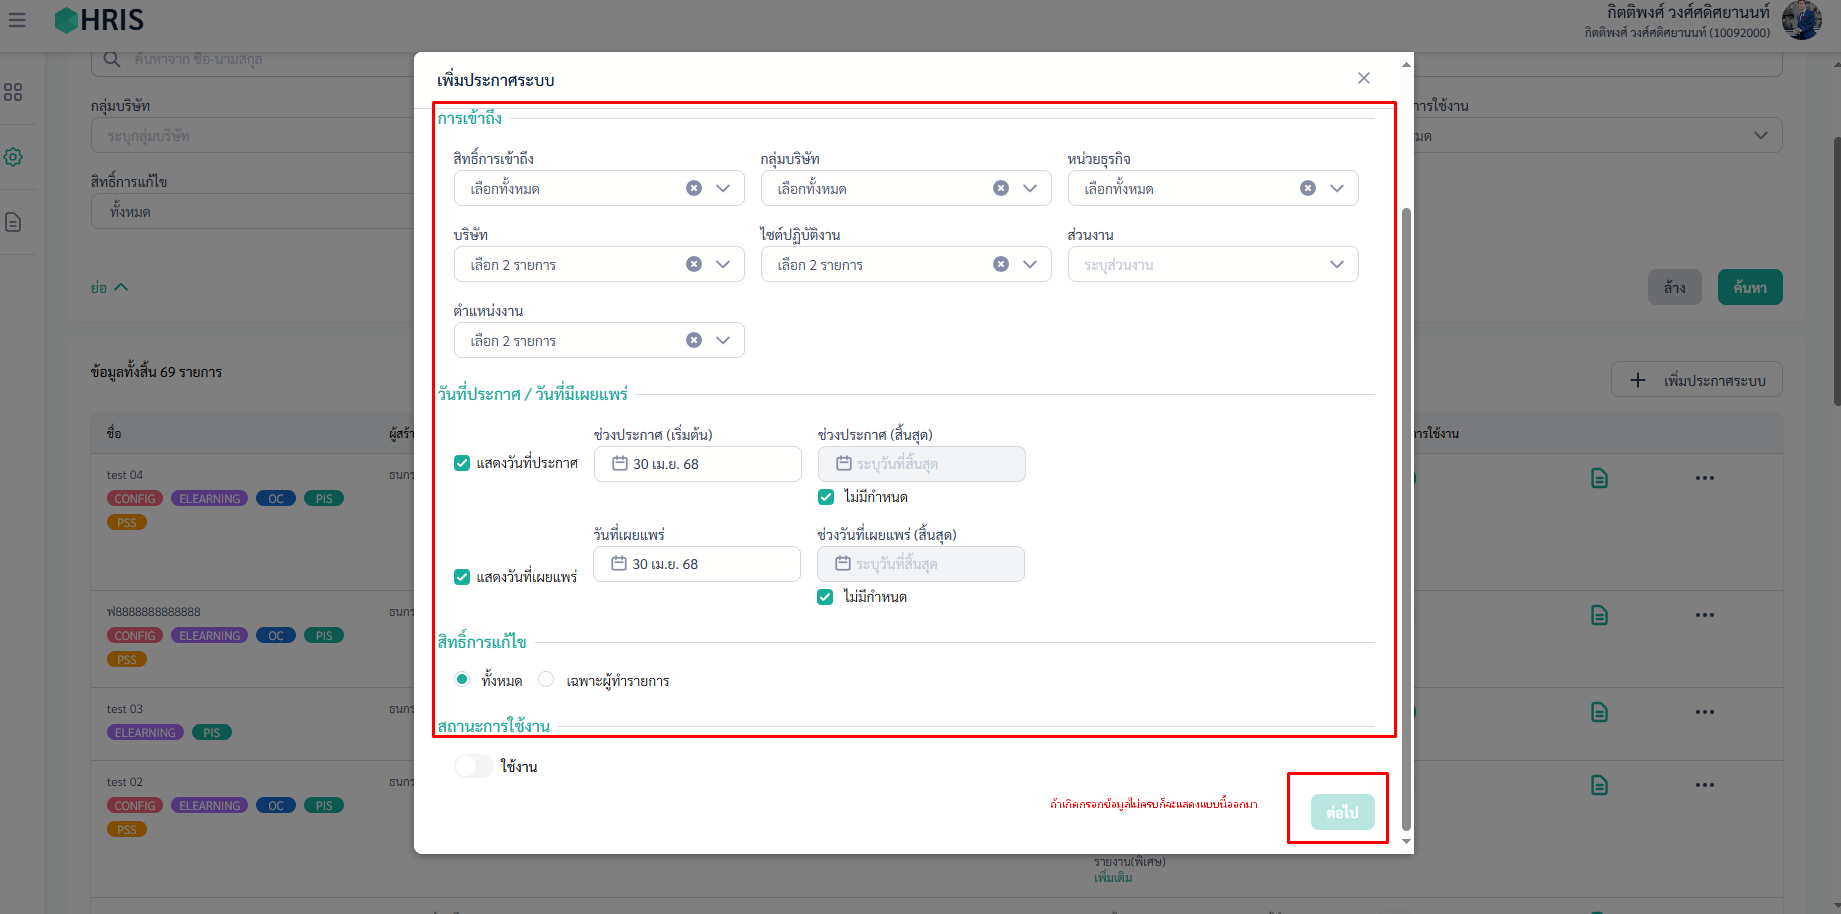 HRIS
กิตติพงศ์ วงศ์ศดิศยานนท์
กิตติพงศ์ วงศ์ศดิศยานนท์ (10092000)
ค้นหาจาก ชื่อ-นามสกุล
กลุ่มบริษัท
ระบุกลุ่มบริษัท
สิทธิ์การแก้ไข
ทั้งหมด
ย่อ
การใช้งาน
ล้าง
ค้นหา
เพิ่มประกาศระบบ
การเข้าถึง
สิทธิ์การเข้าถึง กลุ่มบริษัท หน่วยธุรกิจ
เลือกทั้งหมด เลือกทั้งหมด เลือกทั้งหมด
บริษัท ไซต์ปฏิบัติงาน ส่วนงาน
เลือก 2 รายการ เลือก 2 รายการ ระบุส่วนงาน
ตำแหน่งงาน
เลือก 2 รายการ
วันที่ประกาศ / วันที่มีเผยแพร่
ช่วงประกาศ (เริ่มต้น) ช่วงประกาศ (สิ้นสุด)
แสดงวันที่ประกาศ 30 เม.ย. 68 ระบุวันที่สิ้นสุด
ไม่มีกำหนด
วันที่เผยแพร่ ช่วงวันที่เผยแพร่ (สิ้นสุด)
30 เม.ย. 68 ระบุวันที่สิ้นสุด
แสดงวันที่เผยแพร่
ไม่มีกำหนด
สิทธิ์การแก้ไข
ทั้งหมด เฉพาะผู้ทำรายการ
สถานะการใช้งาน
ใช้งาน
ถ้าเกิดกรอกข้อมูลไม่ครบก็จะแสดงแบบนี้ออกมา
ต่อไป
ข้อมูลทั้งสิ้น 69 รายการ
เพิ่มประกาศระบบ
ชื่อ
การใช้งาน
test 04
CONFIG ELEARNING OC PIS
PSS
ฟ8888888888888
CONFIG ELEARNING OC PIS
PSS
test 03
ELEARNING PIS
test 02
CONFIG ELEARNING OC PIS
PSS
รายงาน(พิเศษ)
เพิ่มเติม